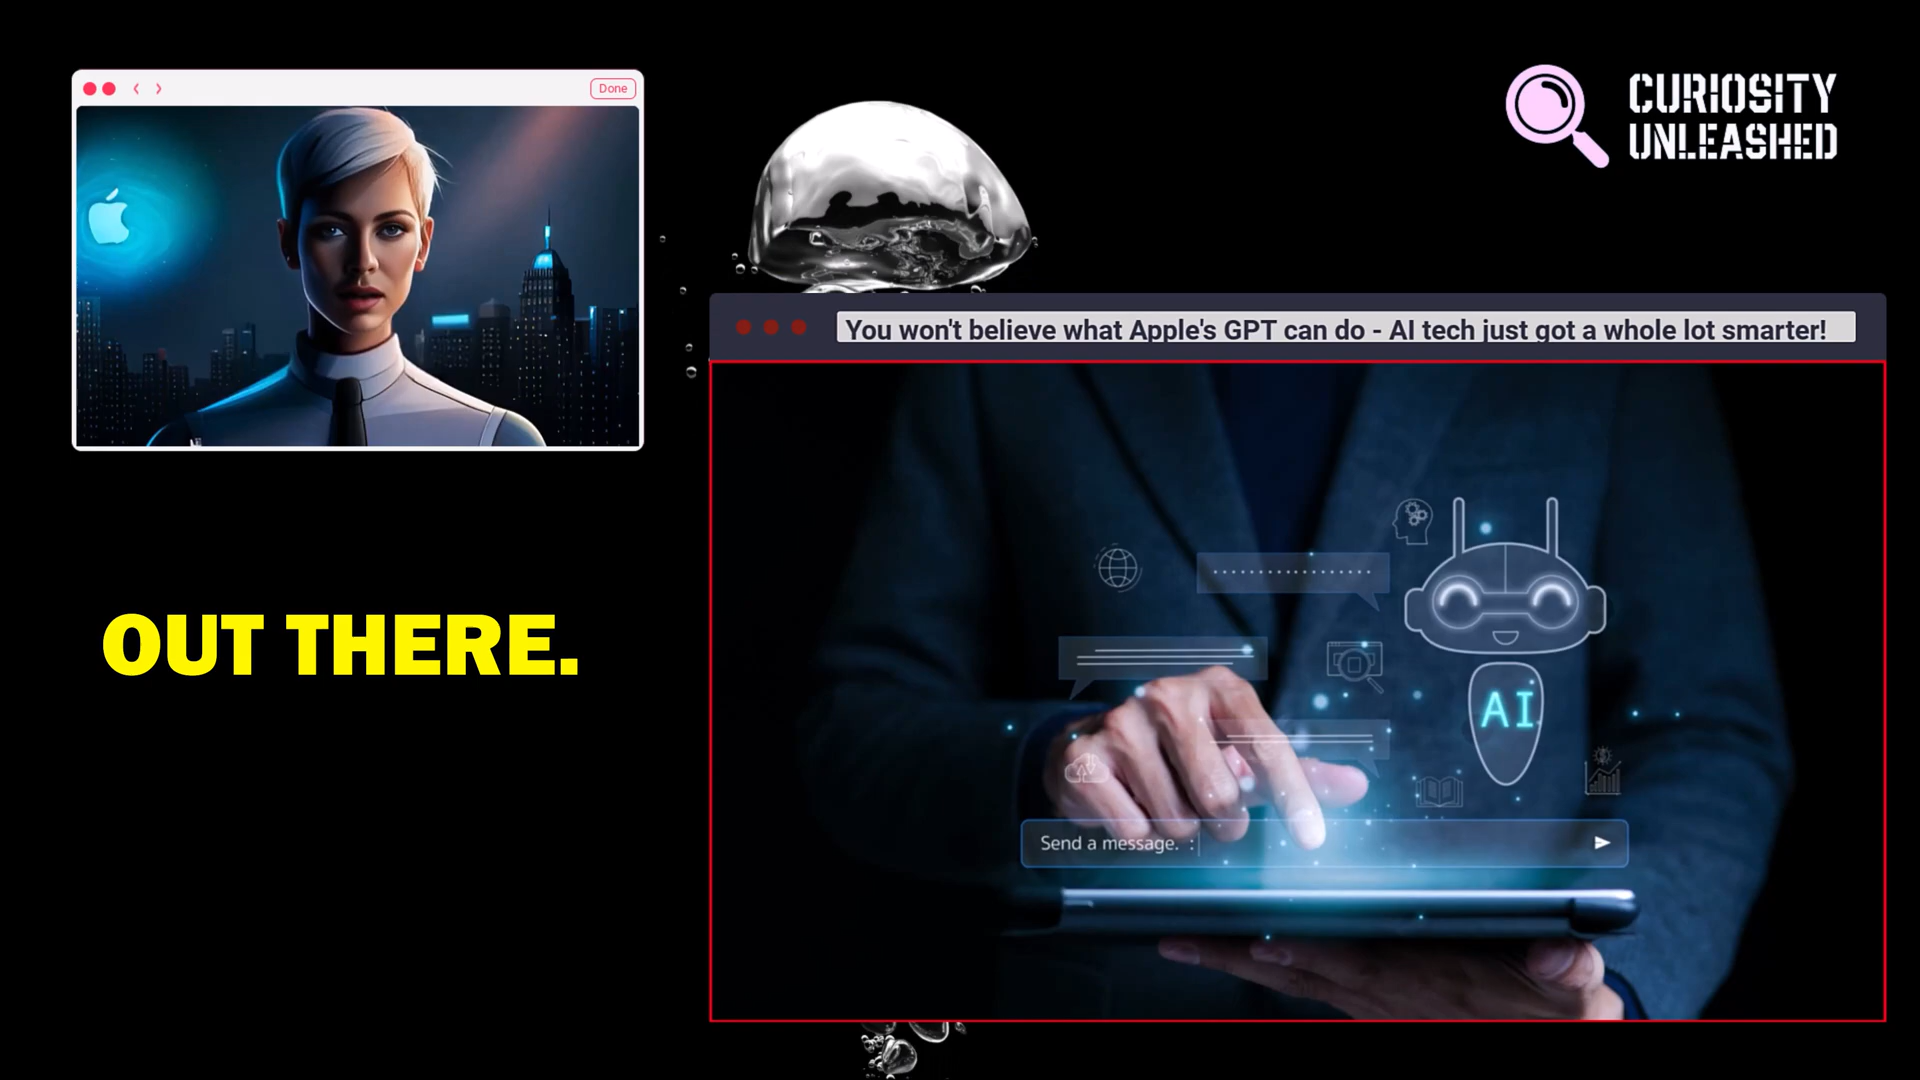 Done
CURIOSITY
UNLEASHED
You won't believe what Apple's GPT can do - AI tech just got a whole lot smarter!
OUT THERE.
AI
Send a message. :